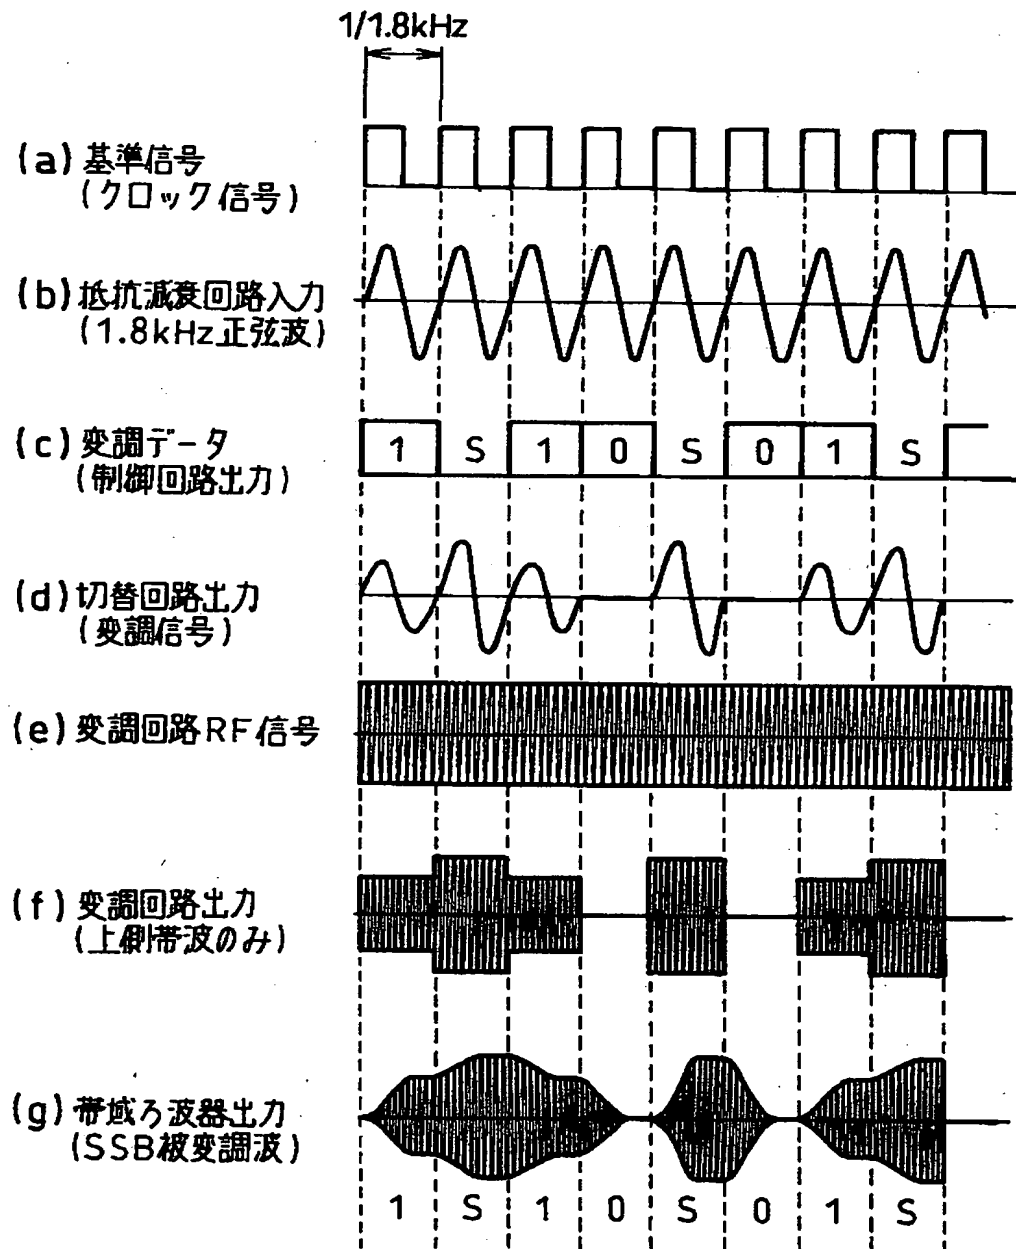 1/1.8kHz
(a) 基準信号
(クロック信号)
(b) 抵抗減衰回路入力
(1.8kHz正弦波)
(c) 変調データ
(制御回路出力)
1 S 1 0 S 0 1 S
(d) 切替回路出力
(変調信号)
(e) 変調回路RF信号
(f) 変調回路出力
(上側帯波のみ)
(g) 帯域ろ波器出力
(SSB被変調波)
1 S 1 0 S 0 1 S